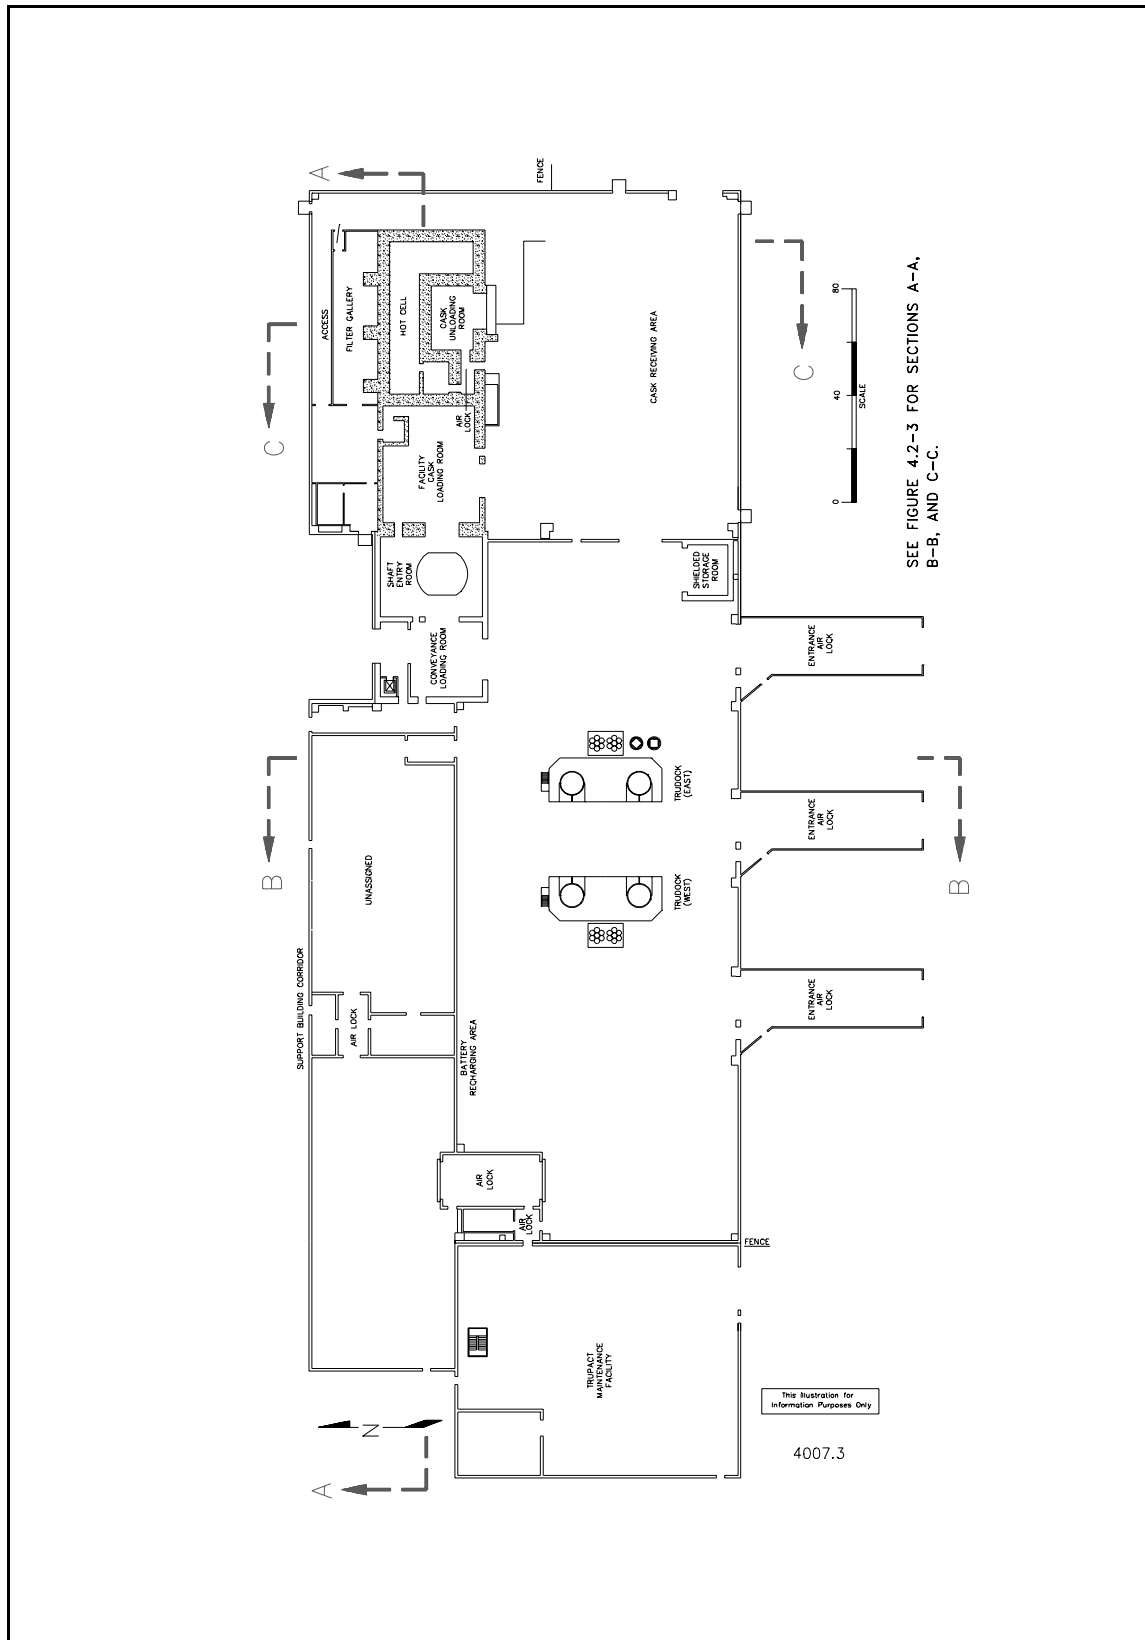 A
FENCE
ACCESS
FILTER GALLERY
HOT CELL
CASK
UNLOADING
ROOM
C
CASK RECEIVING AREA
C
AIR
LOCK
FACILITY
CASK
LOADING ROOM
80
40
0
SCALE
SEE FIGURE 4.2-3 FOR SECTIONS A-A,
B-B, AND C-C.
SHAFT
ENTRY
ROOM
SHIELDED
STORAGE
ROOM
CONVEYANCE
LOADING ROOM
ENTRANCE
AIR
LOCK
TRUDOCK
(EAST)
ENTRANCE
AIR
LOCK
B
B
UNASSIGNED
TRUDOCK
(WEST)
SUPPORT BUILDING CORRIDOR
AIR LOCK
ENTRANCE
AIR
LOCK
BATTERY
RECHARGING AREA
AIR
LOCK
AIR
LOCK
FENCE
TRUPACT
MAINTENANCE
FACILITY
This Illustration for
Information Purposes Only
N
4007.3
A